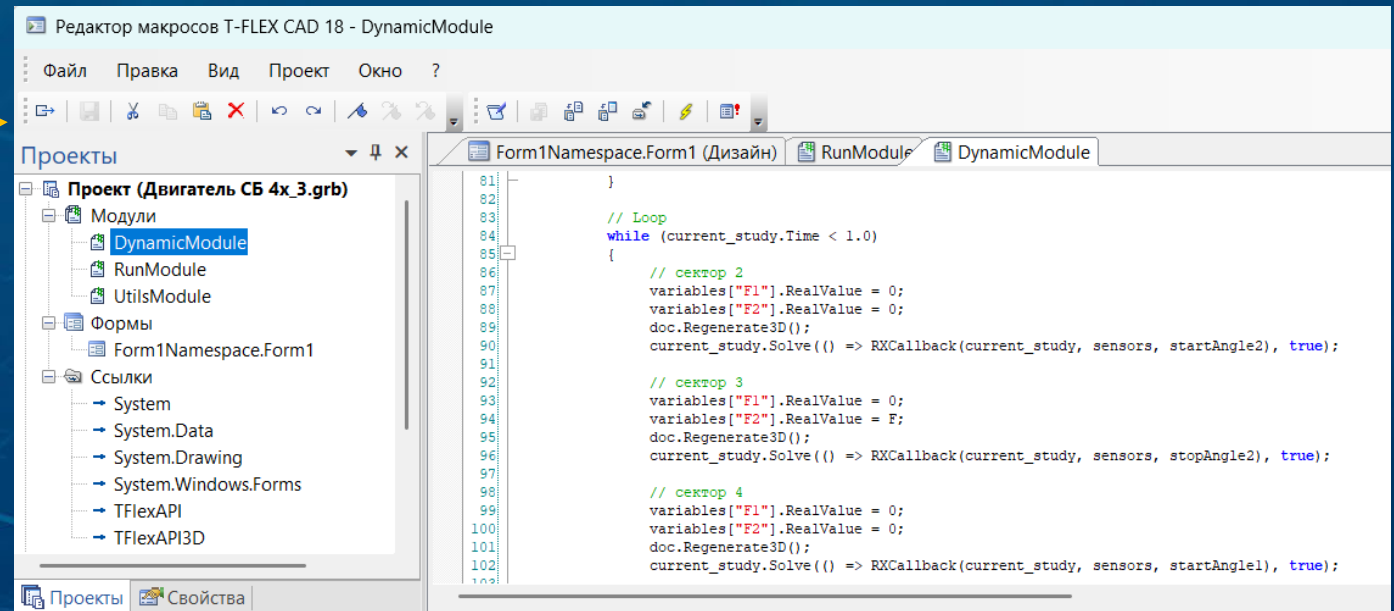 Редактор макросов T-FLEX CAD 18 - DynamicModule
Файл Правка Вид Проект Окно ?
Проекты
Form1Namespace.Form1 (Дизайн) RunModule DynamicModule
Проект (Двигатель СБ 4x_3.grb)
Модули
DynamicModule
RunModule
UtilsModule
Формы
Form1Namespace.Form1
Ссылки
System
System.Data
System.Drawing
System.Windows.Forms
TFlexAPI
TFlexAPI3D
Проекты Свойства
81 }
82
83 // Loop
84 while (current_study.Time < 1.0)
85 {
86 // сектор 2
87 variables["F1"].RealValue = 0;
88 variables["F2"].RealValue = 0;
89 doc.Regenerate3D();
90 current_study.Solve(() => RXCallback(current_study, sensors, startAngle2), true);
91
92 // сектор 3
93 variables["F1"].RealValue = 0;
94 variables["F2"].RealValue = F;
95 doc.Regenerate3D();
96 current_study.Solve(() => RXCallback(current_study, sensors, stopAngle2), true);
97
98 // сектор 4
99 variables["F1"].RealValue = 0;
100 variables["F2"].RealValue = 0;
101 doc.Regenerate3D();
102 current_study.Solve(() => RXCallback(current_study, sensors, startAngle1), true);